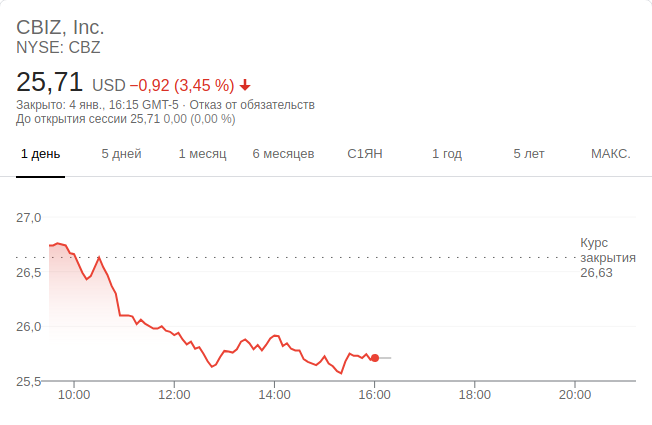 CBIZ, Inc.
NYSE: CBZ
25,71 USD −0,92 (3,45 %)
Закрыто: 4 янв., 16:15 GMT-5 · Отказ от обязательств
До открытия сессии 25,71 0,00 (0,00 %)
1 день 5 дней 1 месяц 6 месяцев С1ЯН 1 год 5 лет МАКС.
27,0
Курс
закрытия
26,63
26,5
26,0
25,5
10:00 12:00 14:00 16:00 18:00 20:00